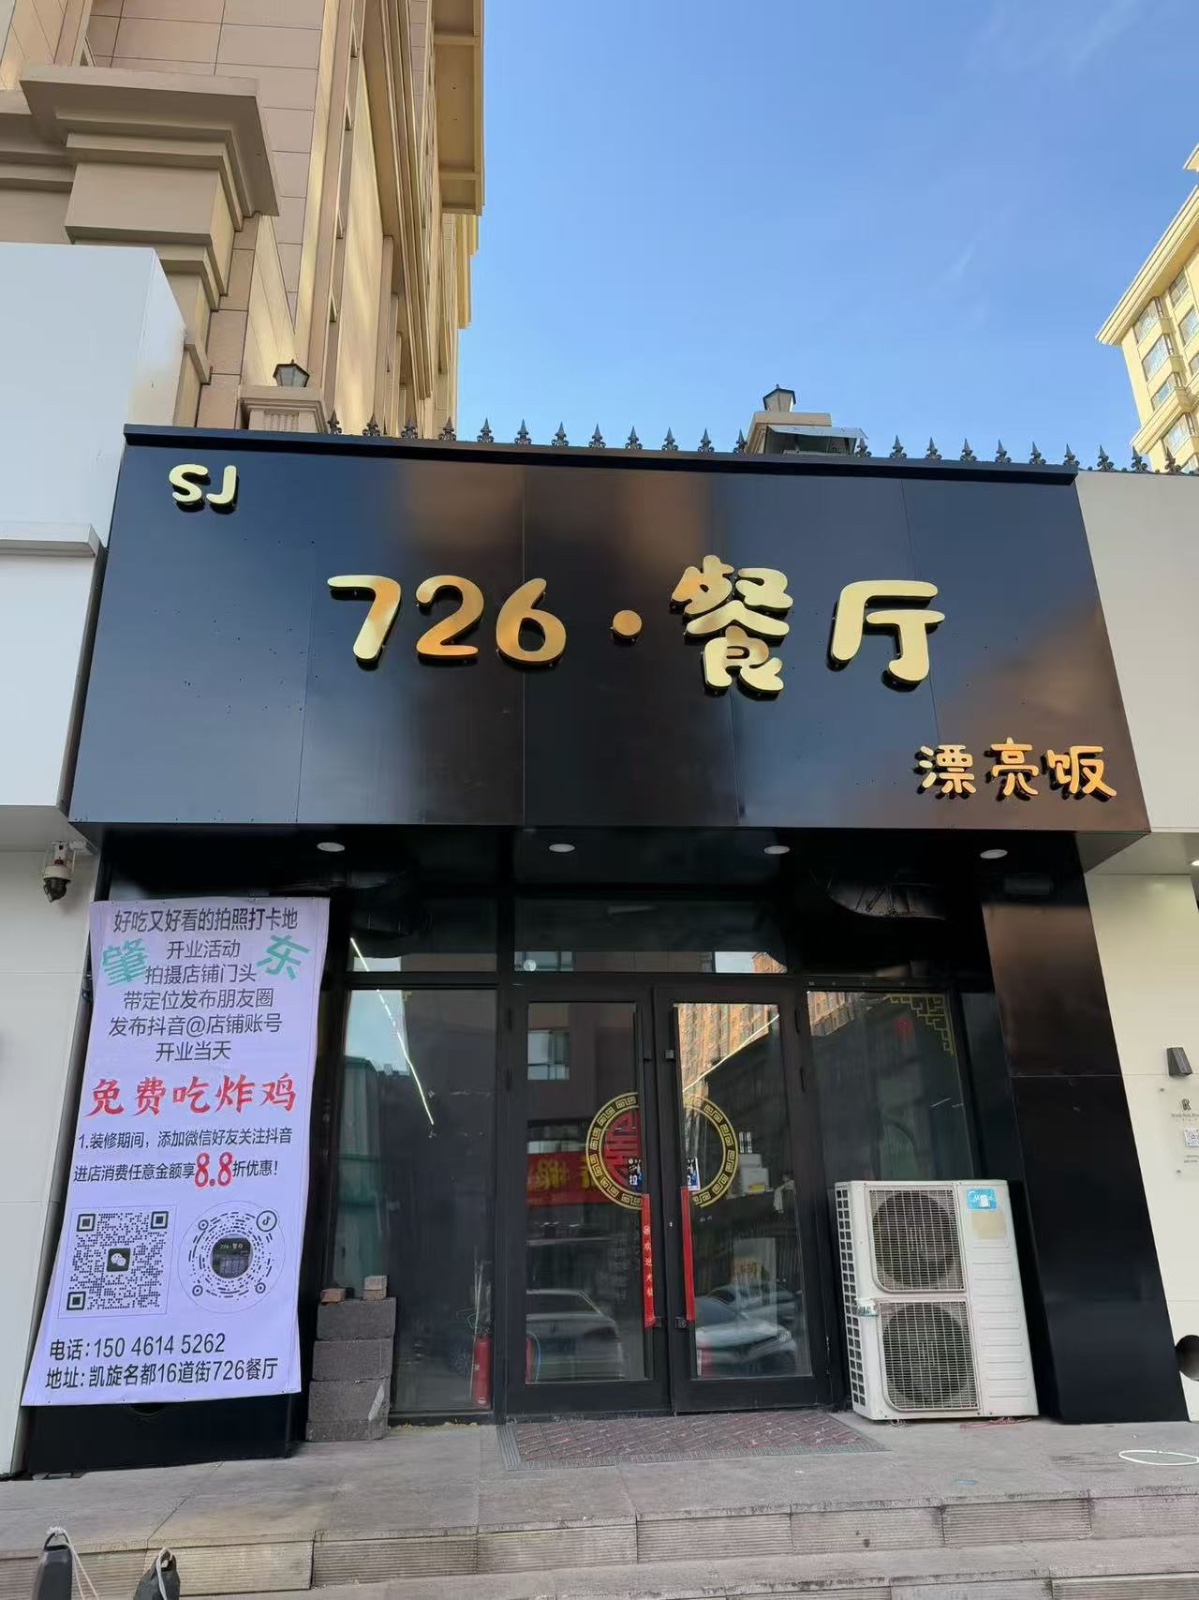 SJ
726·餐厅
漂亮饭
好吃又好看的拍照打卡地
肇东
开业活动
拍摄店铺门头
带定位发布朋友圈
发布抖音@店铺账号
开业当天
免费吃炸鸡
1.装修期间，添加微信好友关注抖音
进店消费任意金额享8.8折优惠！
电话：150 4614 5262
地址：凯旋名都16道街726餐厅